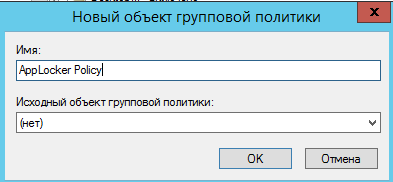 Новый объект групповой политики
x
Имя:
AppLocker Policy
Исходный объект групповой политики:
(нет)
OK
Отмена